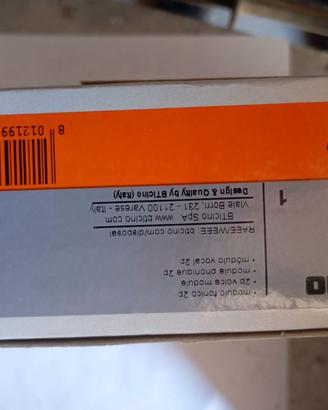 • modulo fonico 2p
• 2p voice module
• module phonique 2p
• módulo vocal 2p
RAEE/WEEE: bticino.com/disposal
BTicino SpA www bticino com
Viale Borri, 231 - 21100 Varese - Italy
Design & Quality by BTicino (Italy)
1
8 012199